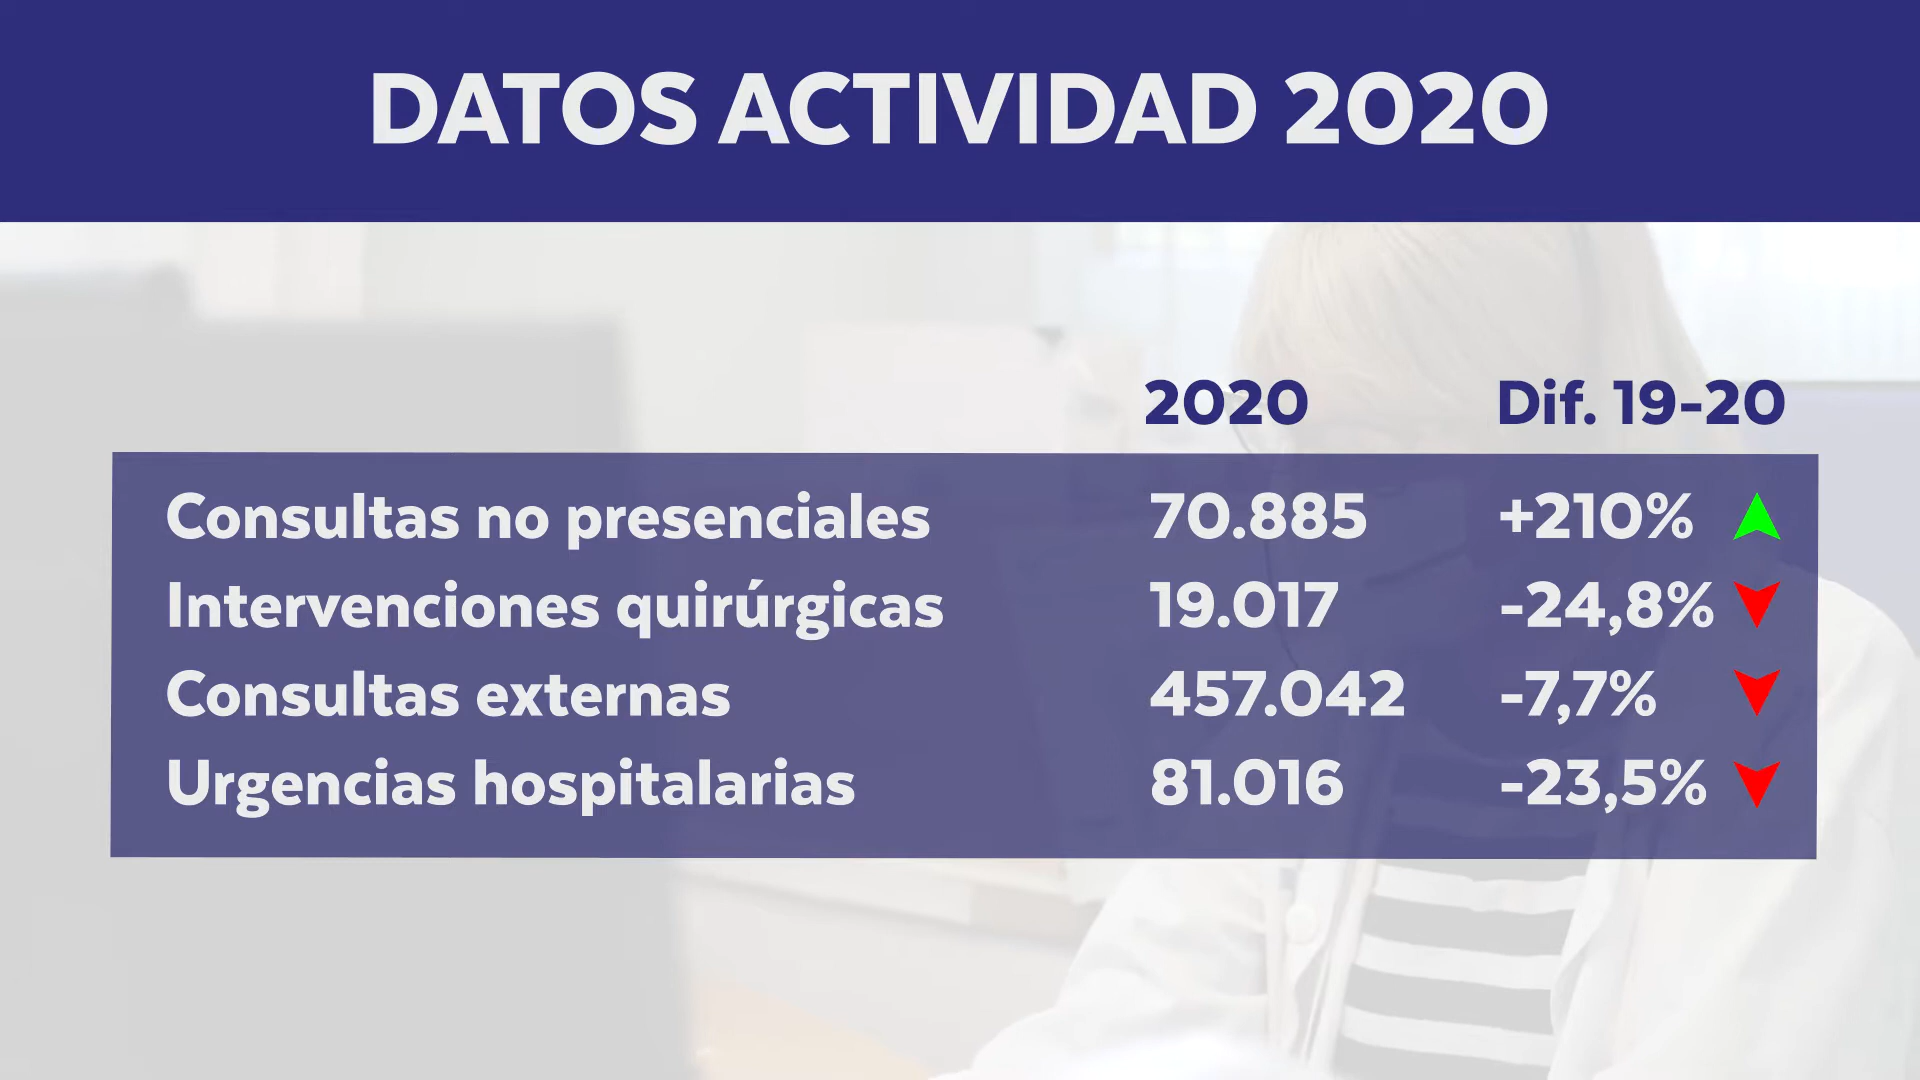 DATOS ACTIVIDAD 2020
2020 Dif. 19-20
Consultas no presenciales 70.885 +210%
Intervenciones quirúrgicas 19.017 -24,8%
Consultas externas 457.042 -7,7%
Urgencias hospitalarias 81.016 -23,5%